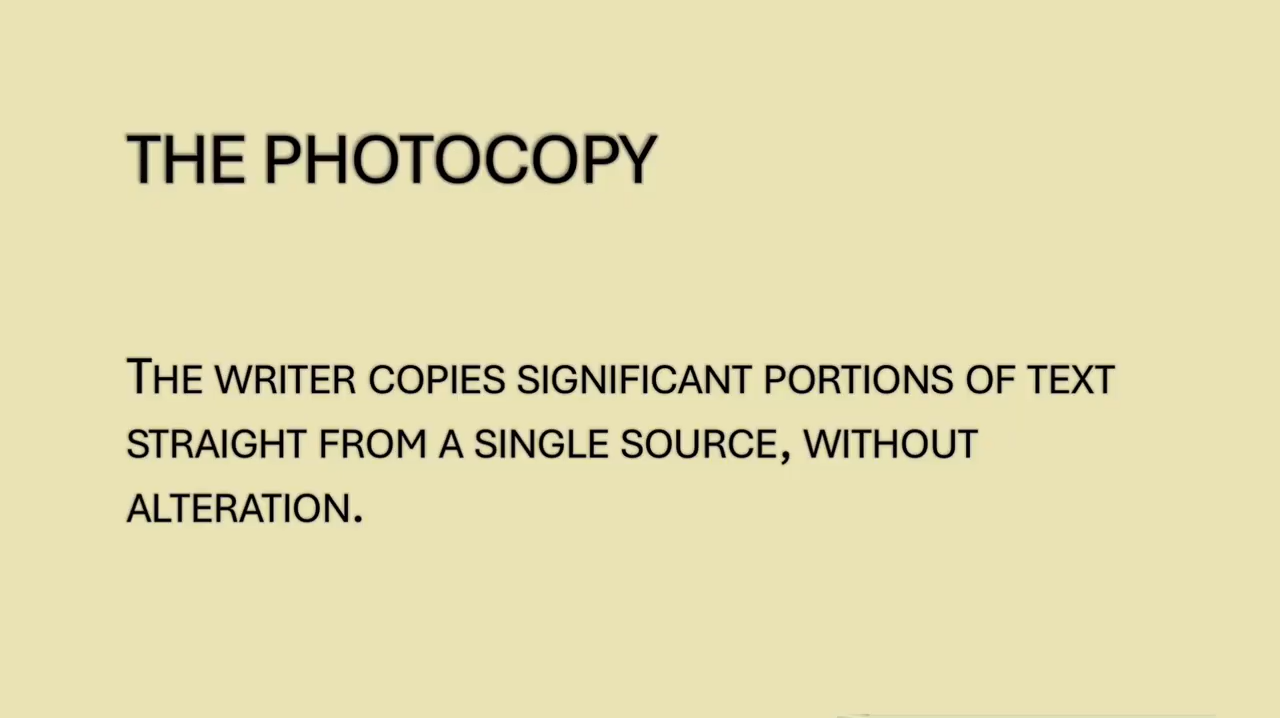 THE PHOTOCOPY
THE WRITER COPIES SIGNIFICANT PORTIONS OF TEXT
STRAIGHT FROM A SINGLE SOURCE, WITHOUT
ALTERATION.